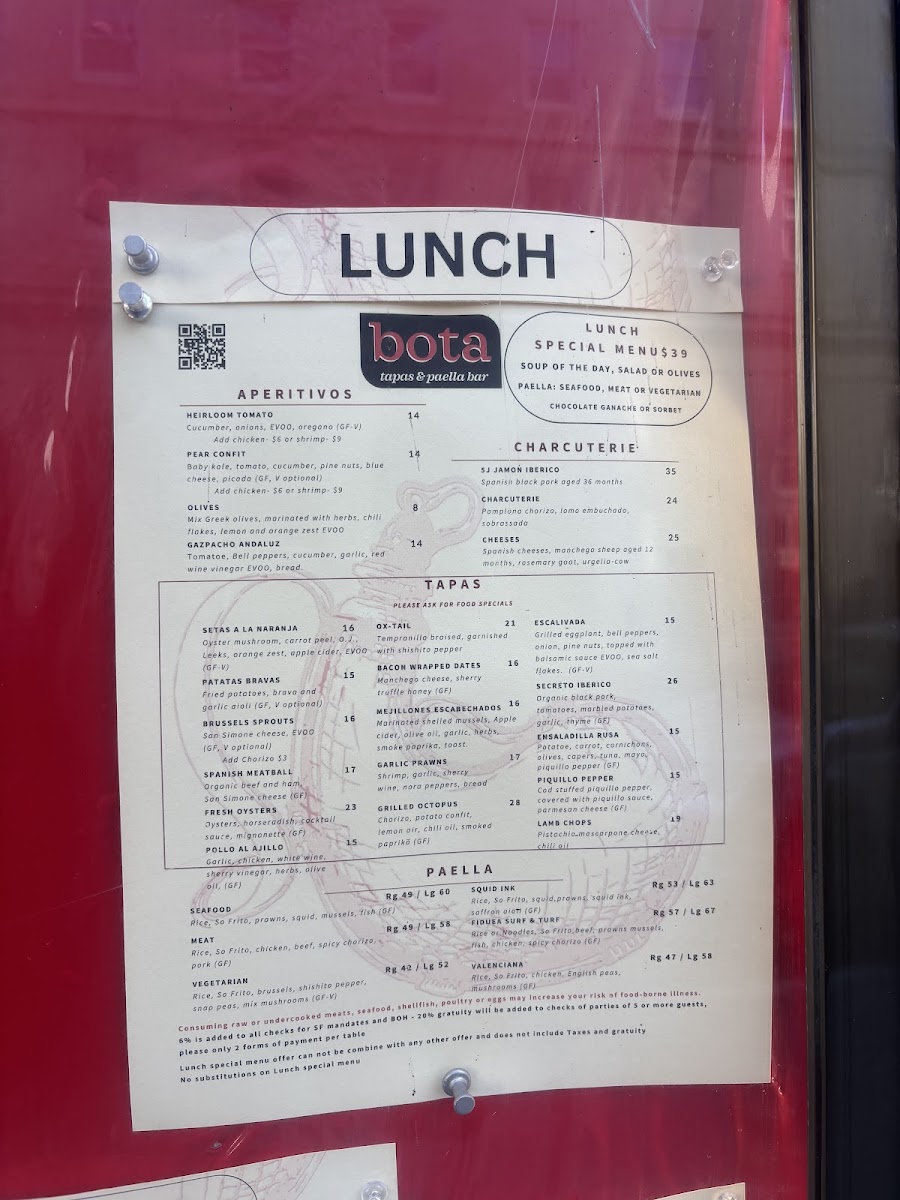 LUNCH
bota
tapas & paella bar
LUNCH
SPECIAL MENU$39
SOUP OF THE DAY, SALAD OR OLIVES
PAELLA: SEAFOOD, MEAT OR VEGETARIAN
CHOCOLATE GANACHE OR SORBET
APERITIVOS
HEIRLOOM TOMATO 14
Cucumber, onions, EVOO, oregano (GF-V)
Add chicken- $6 or shrimp- $9
PEAR CONFIT 14
Baby kale, tomato, cucumber, pine nuts, blue
cheese, picada (GF, V optional)
Add chicken- $6 or shrimp- $9
OLIVES 8
Mix Greek olives, marinated with herbs, chili
flakes, lemon and orange zest EVOO
GAZPACHO ANDALUZ 14
Tomatoe, Bell peppers, cucumber, garlic, red
wine vinegar EVOO, bread.
CHARCUTERIE
5J JAMON IBERICO 35
Spanish black pork aged 36 months
CHARCUTERIE 24
Pamplona chorizo, lomo embuchado,
sobrassada
CHEESES 25
Spanish cheeses, manchego sheep aged 12
months, rosemary goat, urgelia-cow
TAPAS
PLEASE ASK FOR FOOD SPECIALS
SETAS A LA NARANJA 16
Oyster mushroom, carrot peel, O.J.,
Leeks, orange zest, apple cider, EVOO
(GF-V)
PATATAS BRAVAS 15
Fried potatoes, brava and
garlic aioli (GF, V optional)
BRUSSELS SPROUTS 16
San Simone cheese, EVOO
(GF, V optional)
Add Chorizo $3
SPANISH MEATBALL 17
Organic beef and ham,
San Simone cheese (GF)
FRESH OYSTERS 23
Oysters, horseradish, cocktail
sauce, mignonette (GF)
POLLO AL AJILLO 15
Garlic, chicken, white wine,
sherry vinegar, herbs, olive
oil, (GF)
OX-TAIL 21
Tempranillo braised, garnished
with shishito pepper
BACON WRAPPED DATES 16
Manchego cheese, sherry
truffle honey (GF)
MEJILLONES ESCABECHADOS 16
Marinated shelled mussels, Apple
cider, olive oil, garlic, herbs,
smoke paprika, toast.
GARLIC PRAWNS 17
Shrimp, garlic, sherry
wine, nora peppers, bread
GRILLED OCTOPUS 28
Chorizo, potato confit,
lemon air, chili oil, smoked
paprika (GF)
ESCALIVADA 15
Grilled eggplant, bell peppers,
onion, pine nuts, topped with
balsamic sauce EVOO, sea salt
flakes. (GF-V)
SECRETO IBERICO 26
Organic black pork,
tomatoes, marbled potatoes,
garlic, thyme (GF)
ENSALADILLA RUSA 15
Patatoe, carrot, cornichons,
olives, capers, tuna, mayo,
piquillo pepper (GF)
PIQUILLO PEPPER 15
Cod stuffed piquillo pepper,
covered with piquillo sauce,
parmesan cheese (GF)
LAMB CHOPS 19
Pistachio mascarpone cheese,
chili oil
PAELLA
SEAFOOD Rg 49 / Lg 60
Rice, So Frito, prawns, squid, mussels, fish (GF)
MEAT Rg 49 / Lg 58
Rice, So Frito, chicken, beef, spicy chorizo,
pork (GF)
VEGETARIAN Rg 42 / Lg 52
Rice, So Frito, brussels, shishito pepper,
snap peas, mix mushrooms (GF-V)
SQUID INK Rg 53 / Lg 63
Rice, So Frito, squid, prawns, squid ink,
saffron aioli (GF)
FIDUEA SURF & TURF Rg 57 / Lg 67
Rice or Noodles, So Frito, beef, prawns mussels,
fish, chicken, spicy chorizo (GF)
VALENCIANA Rg 47 / Lg 58
Rice, So Frito, chicken, English peas,
mushrooms (GF)
Consuming raw or undercooked meats, seafood, shellfish, poultry or eggs may increase your risk of food-borne illness.
6% is added to all checks for SF mandates and BOH - 20% gratuity will be added to checks of parties of 5 or more guests,
please only 2 forms of payment per table
Lunch special menu offer can not be combine with any other offer and does not include Taxes and gratuity
No substitutions on Lunch special menu